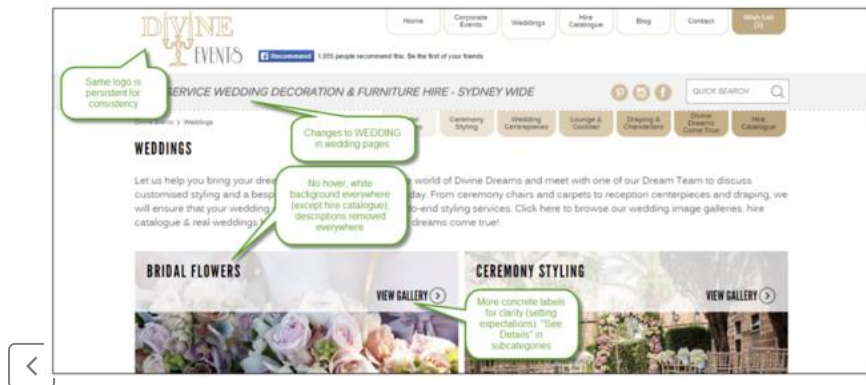 DIVINE
EVENTS
Home
Corporate
Events
Weddings
Hire
Catalogue
Blog
Contact
Wish List
(1)
Recommend
1,055 people recommend this. Be the first of your friends.
Same logo is
persistent for
consistency
SERVICE WEDDING DECORATION & FURNITURE HIRE - SYDNEY WIDE
QUICK SEARCH
Weddings
Changes to WEDDING
in wedding pages
Ceremony
Styling
Wedding
Centrepieces
Lounge &
Cocktail
Draping &
Chandeliers
Divine
Dreams
Come True
Hire
Catalogue
WEDDINGS
Let us help you bring your world of Divine Dreams and meet with one of our Dream Team to discuss
customised styling and a day. From ceremony chairs and carpets to reception centerpieces and draping, we
will ensure that your wedding to-end styling services. Click here to browse our wedding image galleries, hire
catalogue & real weddings dreams come true!
No hover, white
background everywhere
(except hire catalogue),
descriptions removed
everywhere
BRIDAL FLOWERS
VIEW GALLERY
CEREMONY STYLING
VIEW GALLERY
More concrete labels
for clarity (setting
expectations). "See
Details" in
subcategories